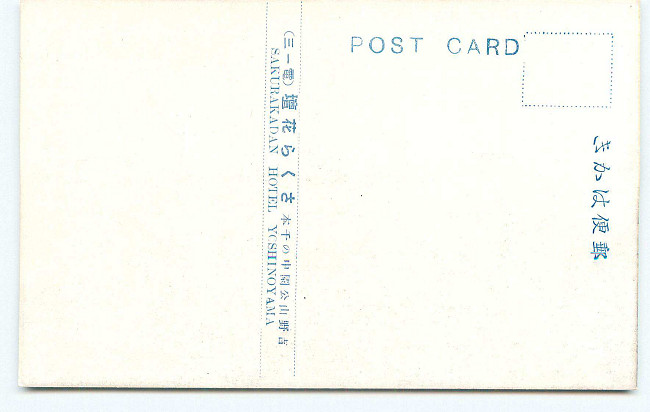 POST CARD
郵便はかき
吉野山公園中の千本 さくら花壇 (電一三)
SAKURAKADAN HOTEL YOSHINOYAMA